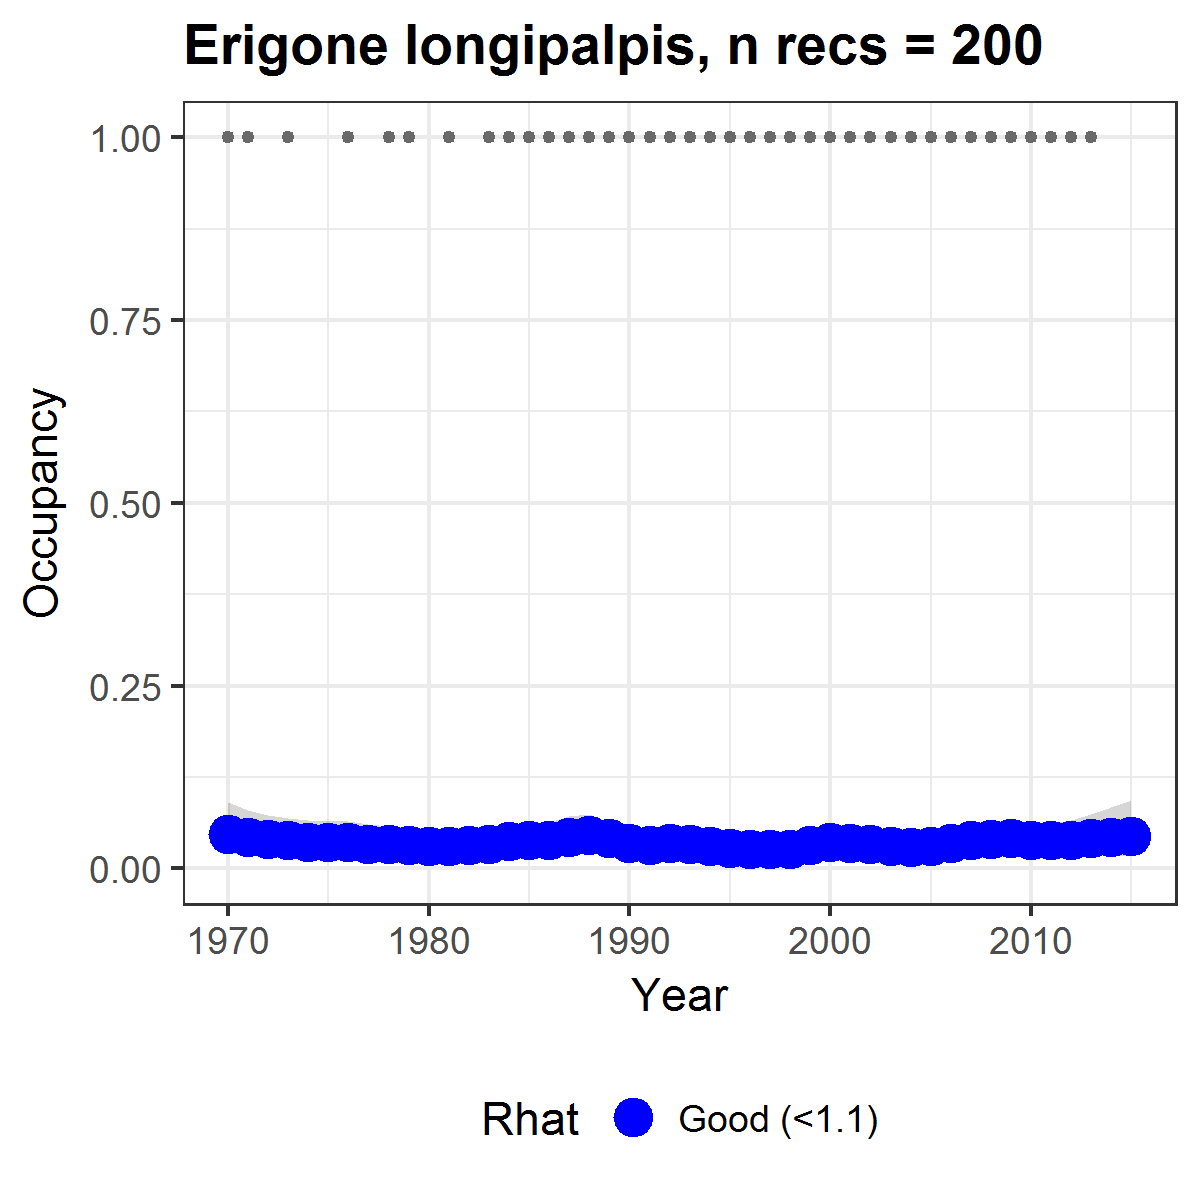 Erigone longipalpis, n recs = 200
1.00
0.75
0.50
0.25
0.00
Occupancy
1970 1980 1990 2000 2010
Year
Rhat Good (<1.1)